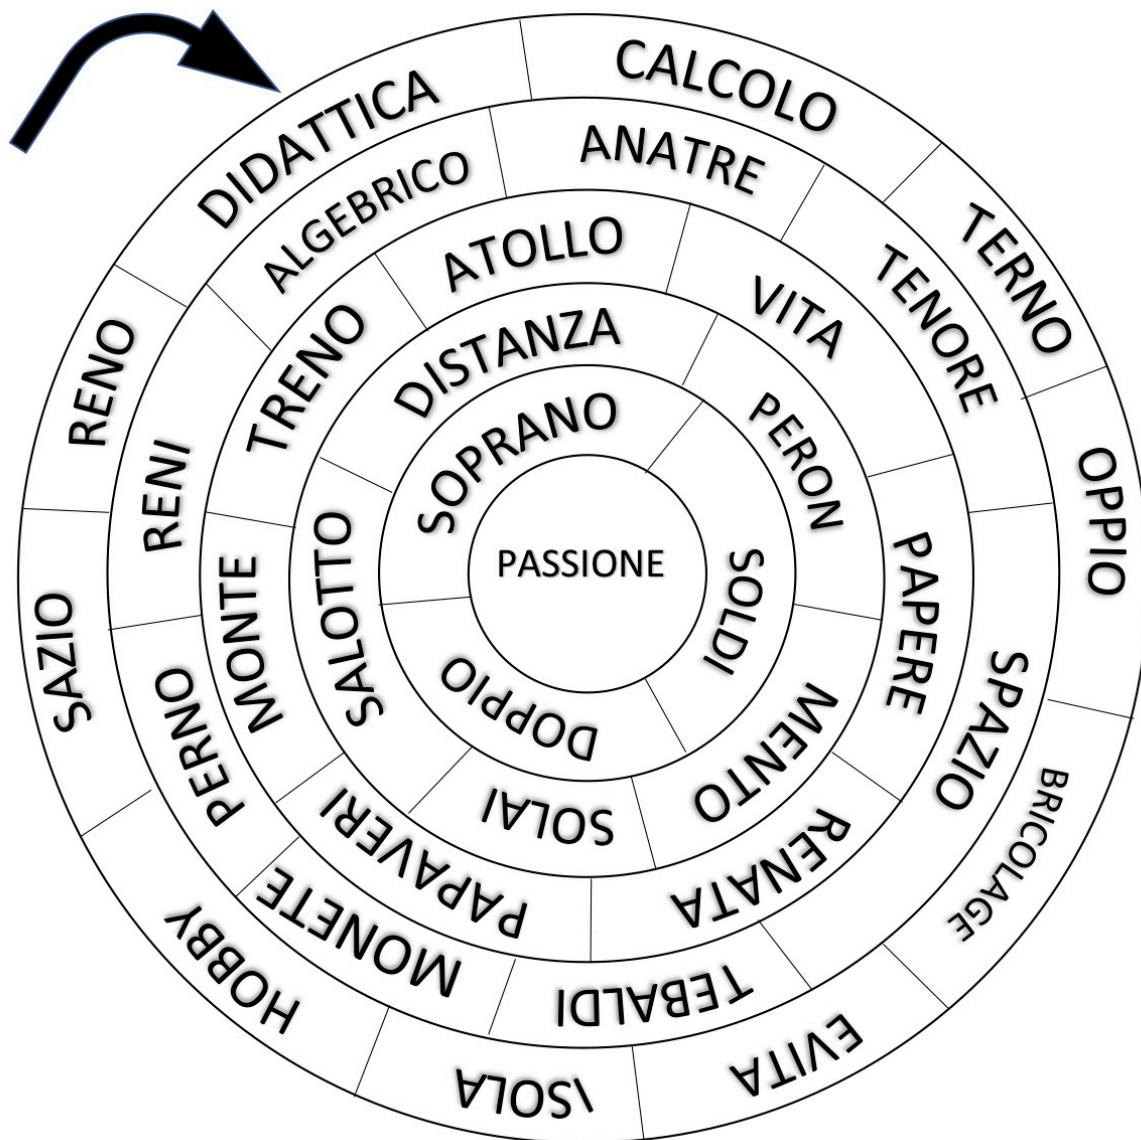 DIDATTICA
CALCOLO
TERNO
OPPIO
BRICOLAGE
EVITA
ISOLA
HOBBY
SAZIO
RENO
ALGEBRICO
ANATRE
TENORE
SPAZIO
TEBALDI
MONETE
PERNO
RENI
TRENO
ATOLLO
VITA
PAPERE
RENATA
PAPAVERI
MONTE
DISTANZA
PERON
MENTO
SOLAI
SALOTTO
SOPRANO
SOLDI
DOPPIO
PASSIONE